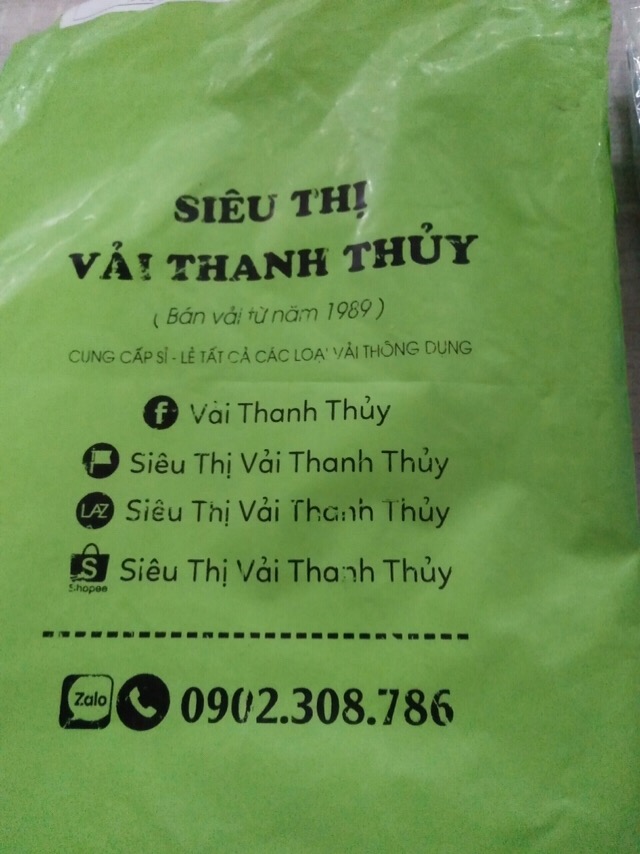 SIÊU THỊ
VẢI THANH THỦY
( Bán vải từ năm 1989 )
CUNG CẤP SỈ - LẺ TẤT CẢ CÁC LOẠI VẢI THÔNG DỤNG
f Vải Thanh Thủy
Siêu Thị Vải Thanh Thủy
LAZ Siêu Thị Vải Thanh Thủy
S Shopee Siêu Thị Vải Thanh Thủy
Zalo 0902.308.786